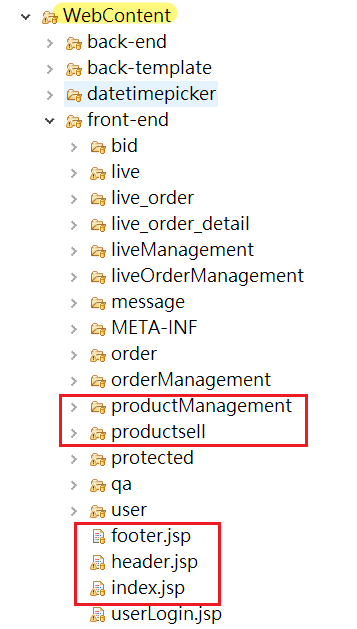 WebContent
back-end
back-template
datetimepicker
front-end
bid
live
live_order
live_order_detail
liveManagement
liveOrderManagement
message
META-INF
order
orderManagement
productManagement
productsell
protected
qa
user
footer.jsp
header.jsp
index.jsp
userLogin.jsp